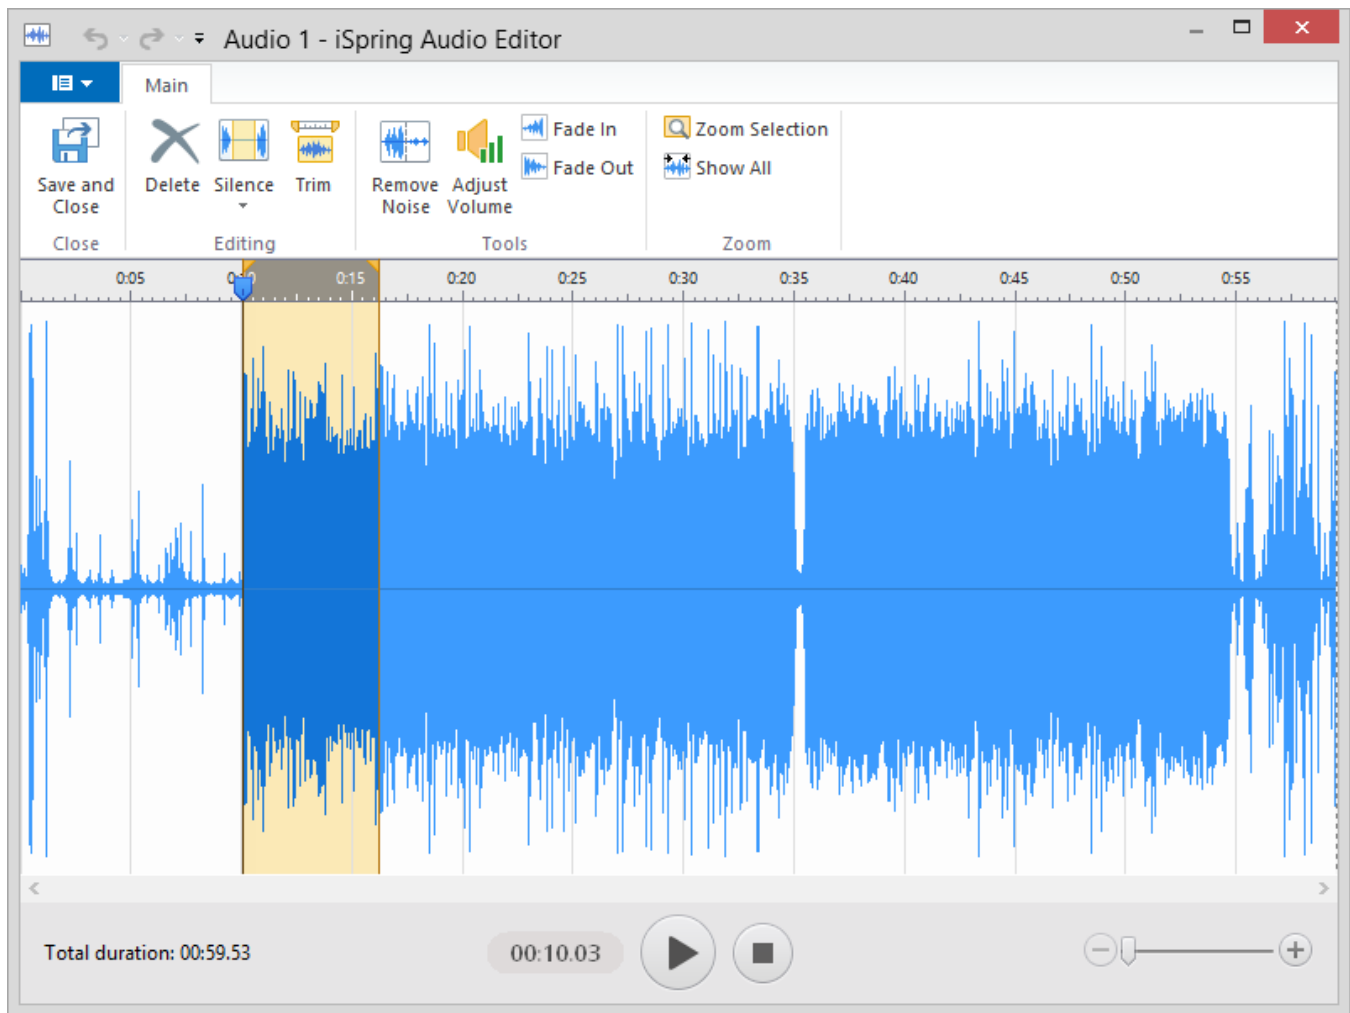 Audio 1 - iSpring Audio Editor
Main
Save and Close
Delete
Silence
Trim
Remove Noise
Adjust Volume
Fade In
Fade Out
Zoom Selection
Show All
Close
Editing
Tools
Zoom
0:05 0:10 0:15 0:20 0:25 0:30 0:35 0:40 0:45 0:50 0:55
Total duration: 00:59.53
00:10.03